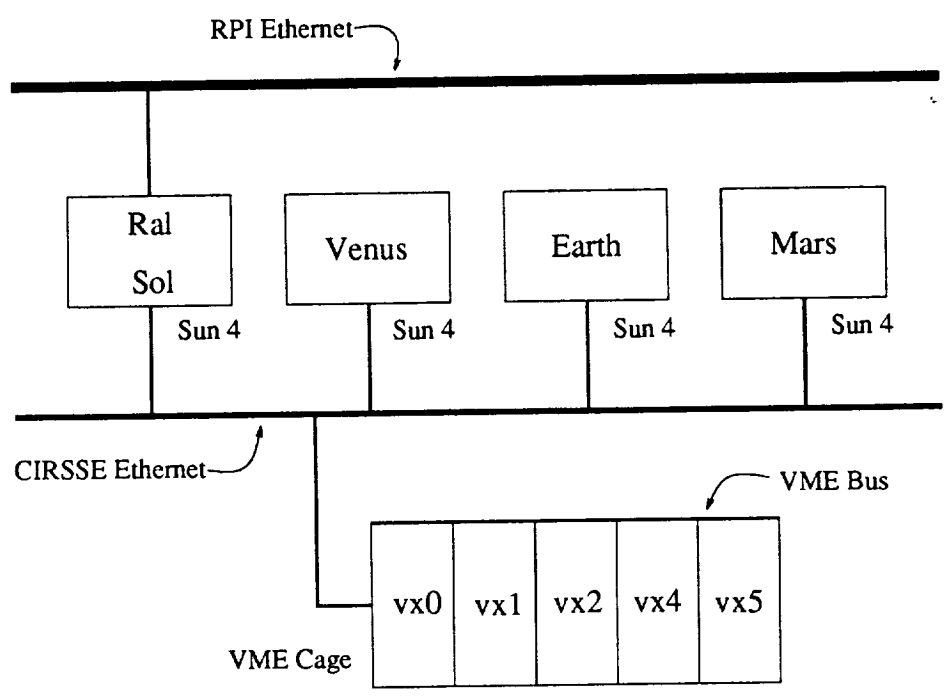 RPI Ethernet
Ral
Sol
Venus
Earth
Mars
Sun 4
Sun 4
Sun 4
Sun 4
CIRSSE Ethernet
VME Bus
vx0
vx1
vx2
vx4
vx5
VME Cage